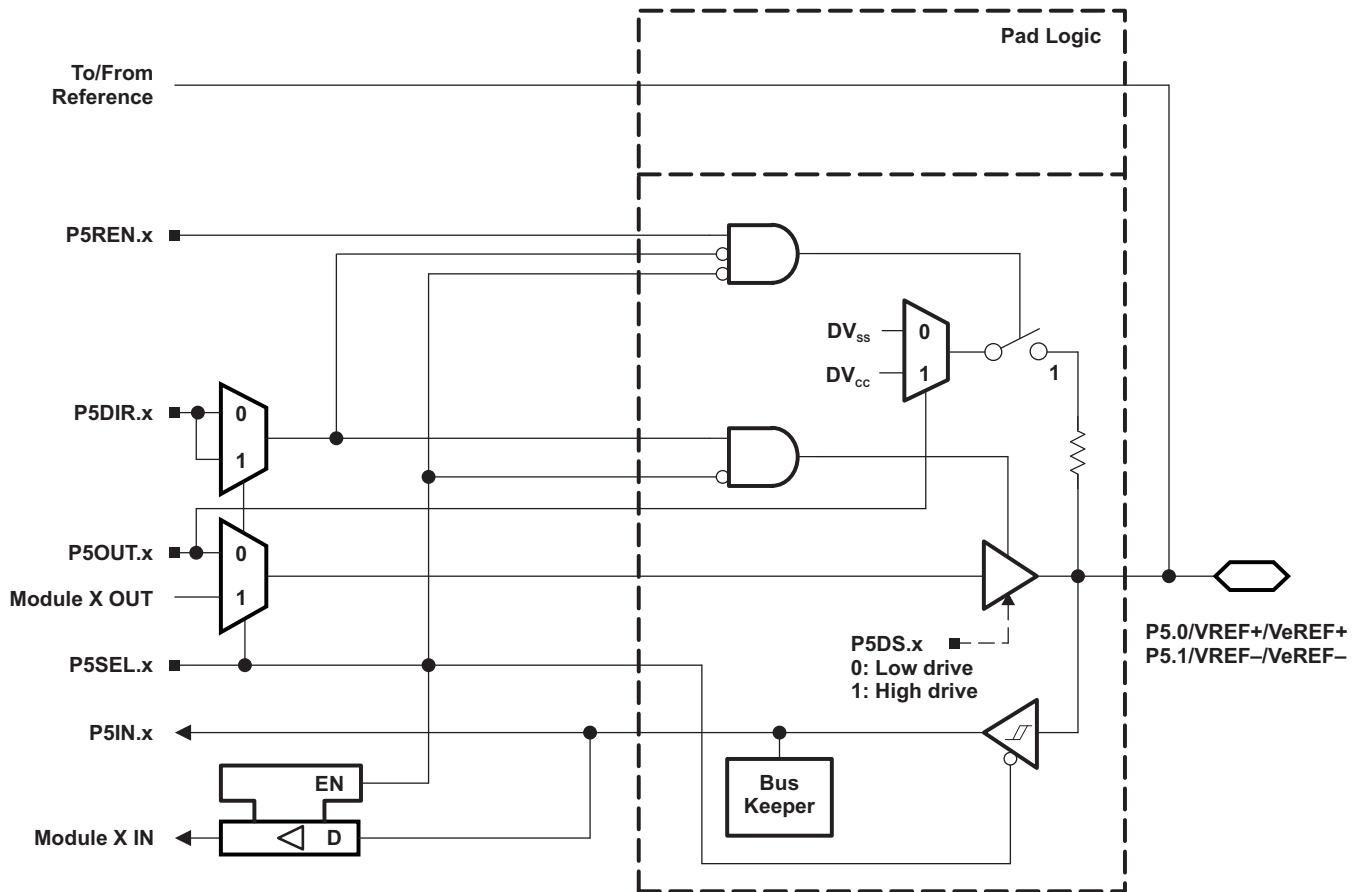 Pad Logic
To/From
Reference
P5REN.x
DVSS
0
DVCC
1
1
P5DIR.x
0
1
P5OUT.x
0
Module X OUT
1
P5SEL.x
P5DS.x
0: Low drive
1: High drive
P5.0/VREF+/VeREF+
P5.1/VREF–/VeREF–
P5IN.x
EN
Bus
Keeper
Module X IN
D